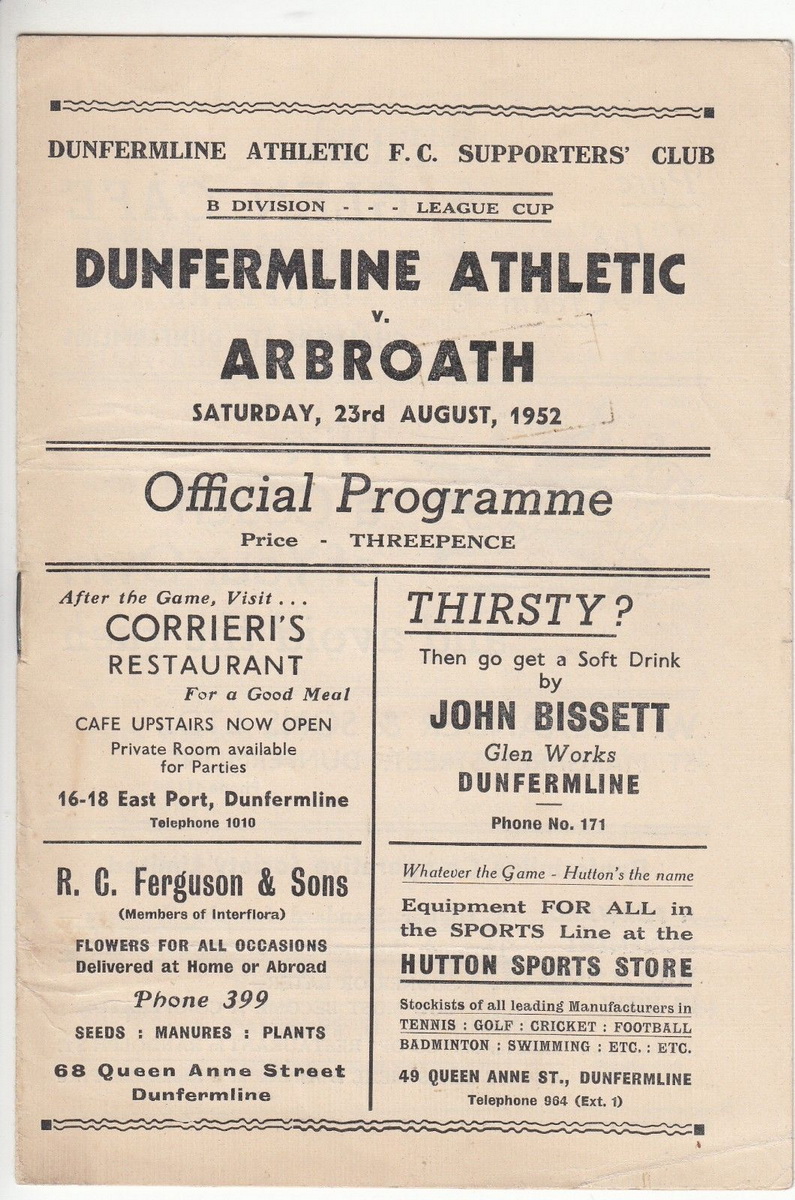 DUNFERMLINE ATHLETIC F.C. SUPPORTERS' CLUB
B DIVISION - - - LEAGUE CUP
DUNFERMLINE ATHLETIC
v.
ARBROATH
SATURDAY, 23rd AUGUST, 1952
Official Programme
Price - THREEPENCE
After the Game, Visit . . .
CORRIERI'S
RESTAURANT
For a Good Meal
CAFE UPSTAIRS NOW OPEN
Private Room available
for Parties
16-18 East Port, Dunfermline
Telephone 1010
R. C. Ferguson & Sons
(Members of Interflora)
FLOWERS FOR ALL OCCASIONS
Delivered at Home or Abroad
Phone 399
SEEDS : MANURES : PLANTS
68 Queen Anne Street
Dunfermline
THIRSTY?
Then go get a Soft Drink
by
JOHN BISSETT
Glen Works
DUNFERMLINE
Phone No. 171
Whatever the Game - Hutton's the name
Equipment FOR ALL in
the SPORTS Line at the
HUTTON SPORTS STORE
Stockists of all leading Manufacturers in
TENNIS : GOLF : CRICKET : FOOTBALL
BADMINTON : SWIMMING : ETC. : ETC.
49 QUEEN ANNE ST., DUNFERMLINE
Telephone 964 (Ext. 1)